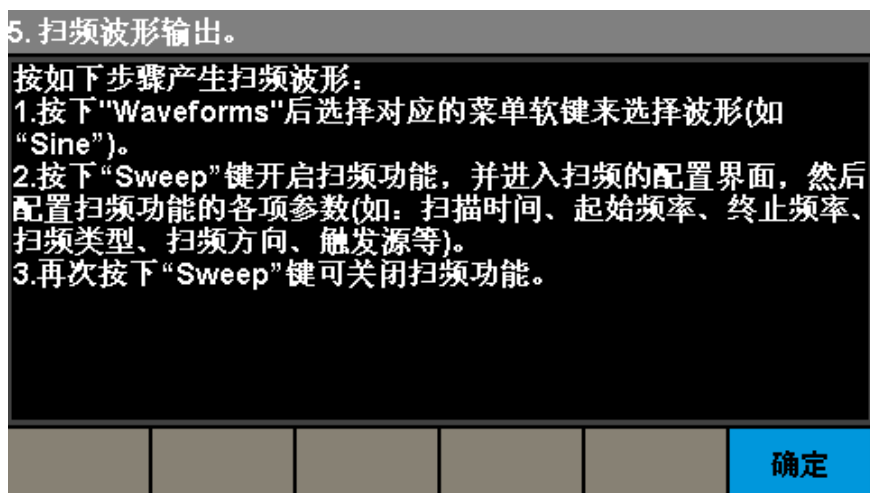 5. 扫频波形输出。
按如下步骤产生扫频波形：
1.按下"Waveforms"后选择对应的菜单软键来选择波形(如
“Sine”)。
2.按下“Sweep”键开启扫频功能，并进入扫频的配置界面，然后
配置扫频功能的各项参数(如：扫描时间、起始频率、终止频率、
扫频类型、扫频方向、触发源等)。
3.再次按下“Sweep”键可关闭扫频功能。
确定